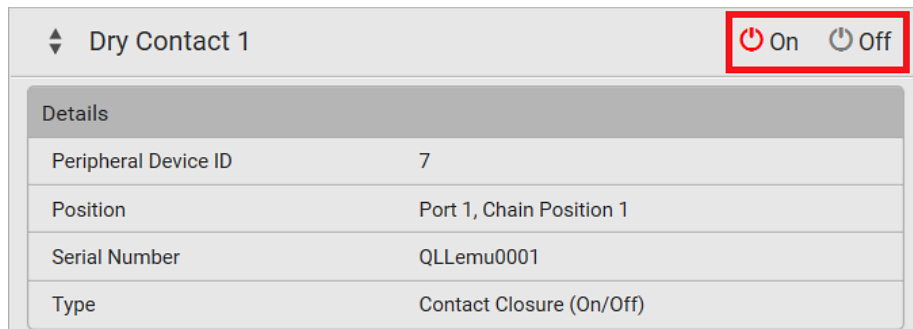 Dry Contact 1 On Off
Details
Peripheral Device ID 7
Position Port 1, Chain Position 1
Serial Number QLLemu0001
Type Contact Closure (On/Off)